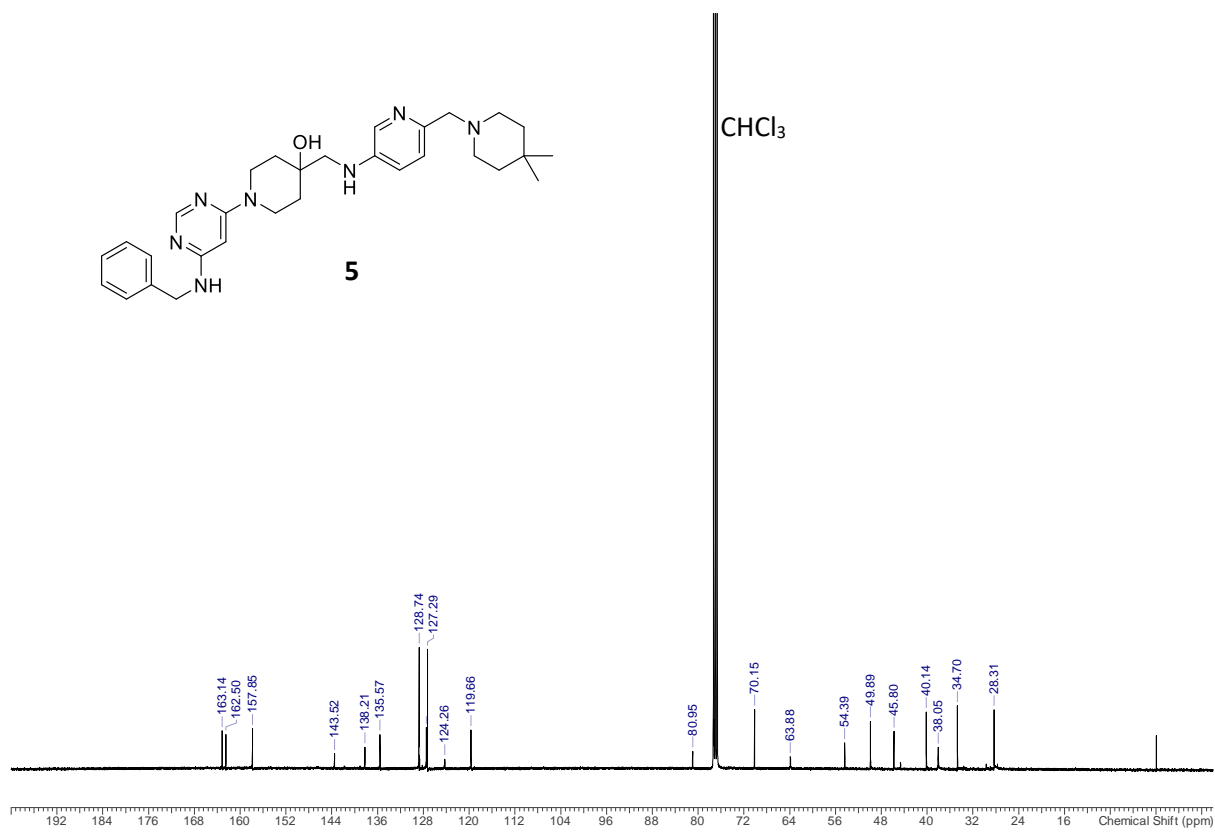 CHCl3
N
OH
N
N
H
N
N
N
N
NH
5
163.14
162.50
157.85
143.52
138.21
135.57
128.74
127.29
124.26
119.66
80.95
70.15
63.88
54.39
49.89
45.80
40.14
38.05
34.70
28.31
192 184 176 168 160 152 144 136 128 120 112 104 96 88 80 72 64 56 48 40 32 24 16 Chemical Shift (ppm)